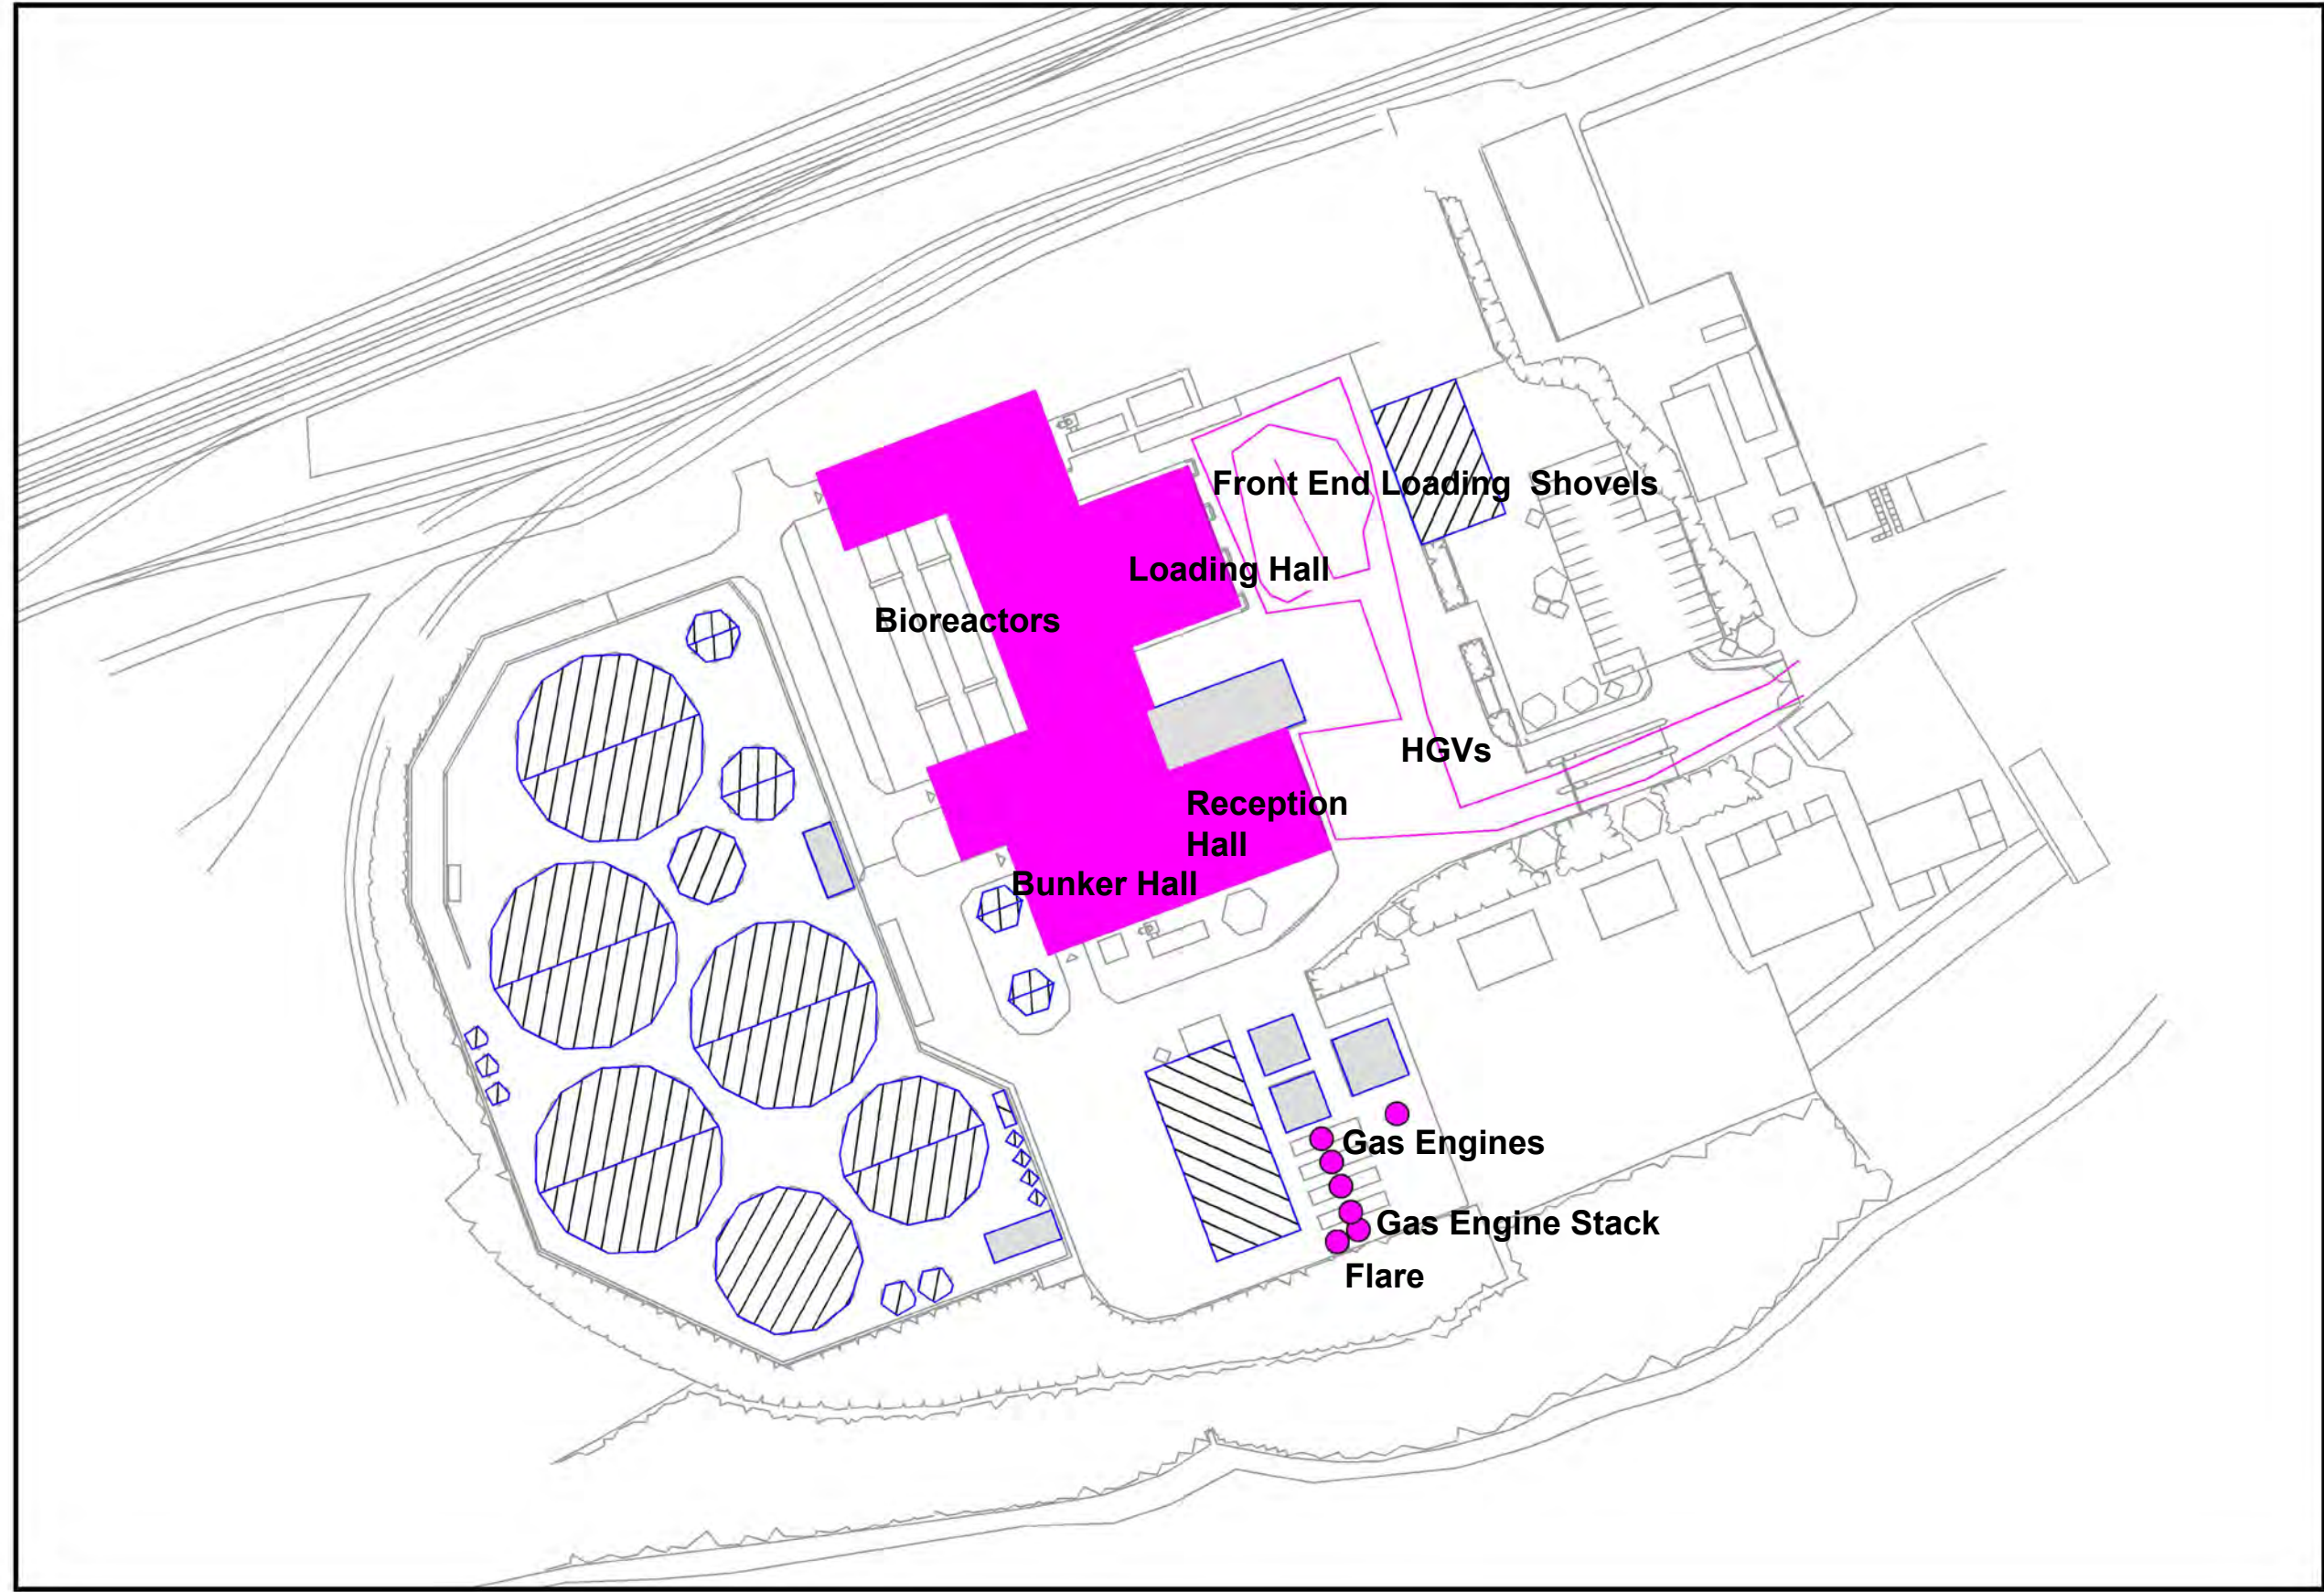 Front End Loading  Shovels
Loading Hall
Bioreactors
HGVs
Reception
Hall
Bunker Hall
Gas Engines
Gas Engine Stack
Flare